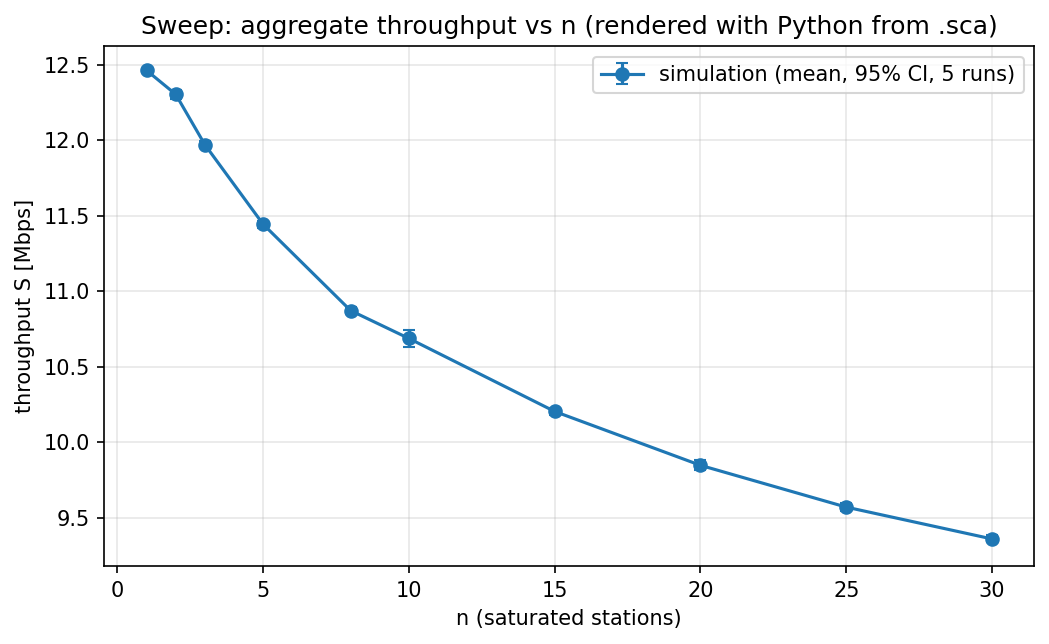 Sweep: aggregate throughput vs n (rendered with Python from .sca)
simulation (mean, 95% CI, 5 runs)
throughput S [Mbps]
12.5
12.0
11.5
11.0
10.5
10.0
9.5
0 5 10 15 20 25 30
n (saturated stations)